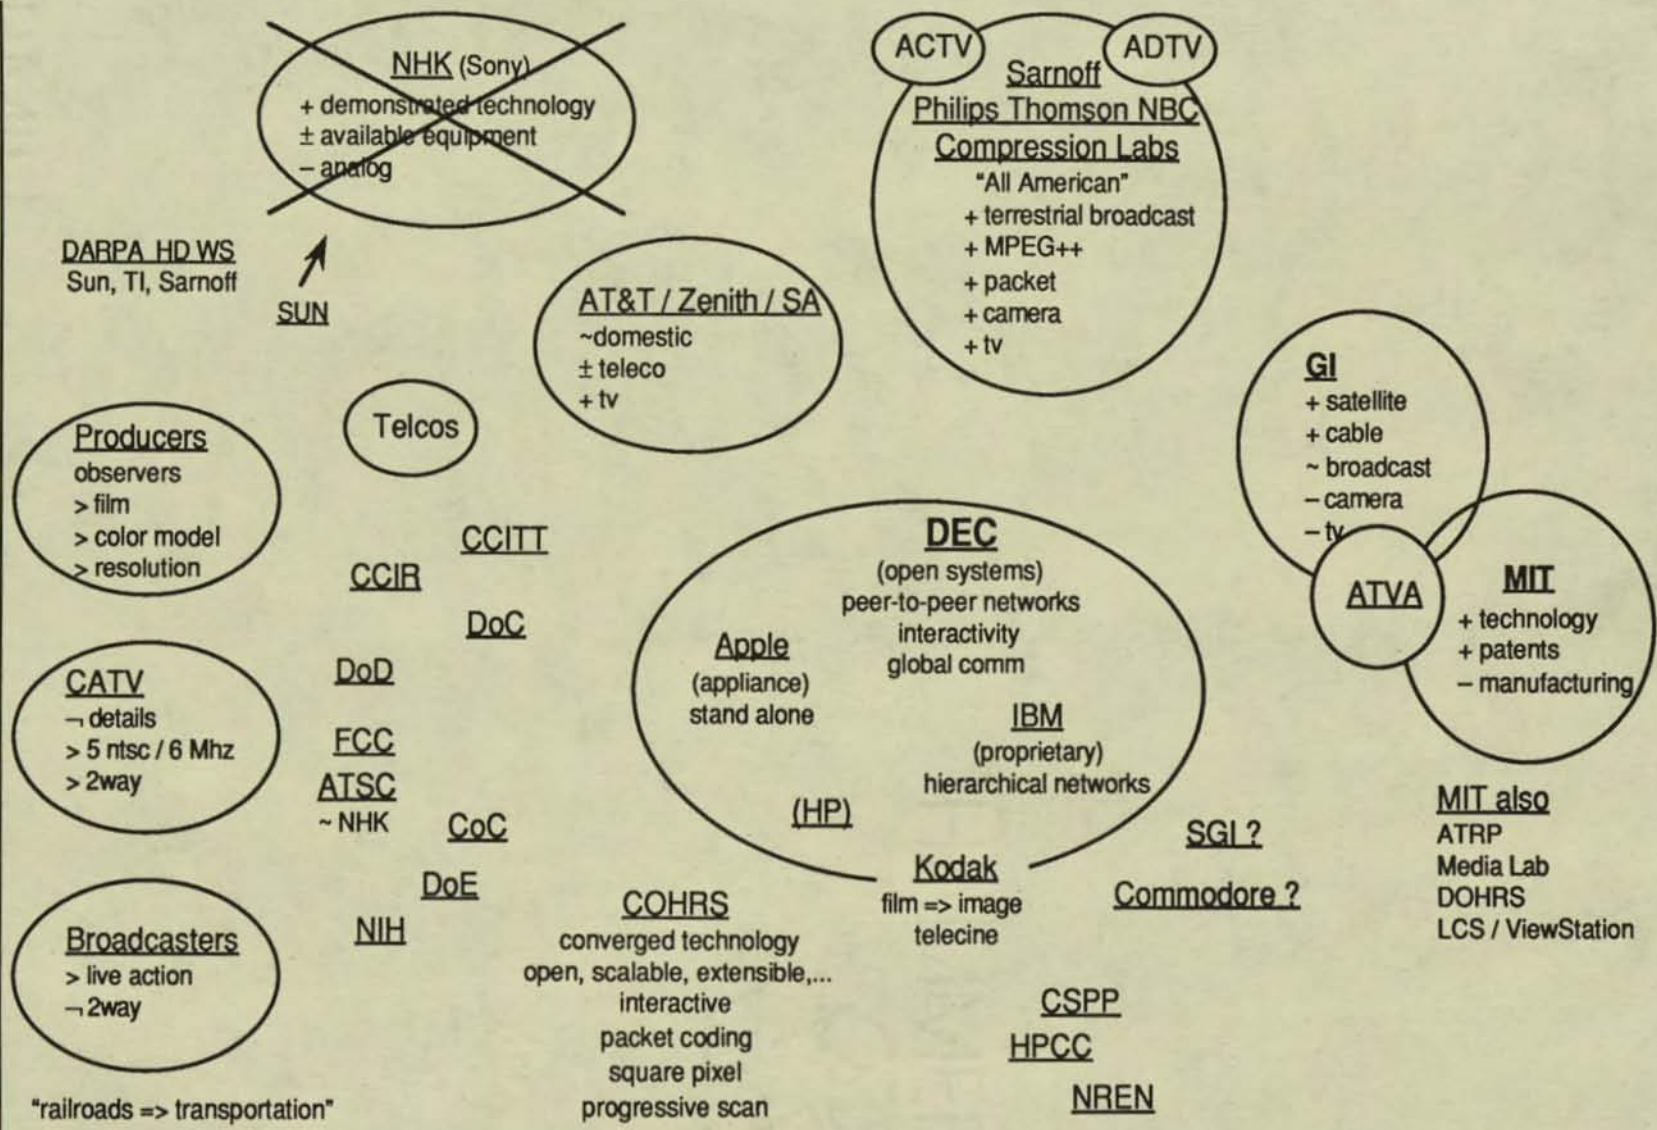 NHK (Sony)
+ demonstrated technology
± available equipment
– analog
ACTV
ADTV
Sarnoff
Philips Thomson NBC
Compression Labs
"All American"
+ terrestrial broadcast
+ MPEG++
+ packet
+ camera
+ tv
DARPA HD WS
Sun, TI, Sarnoff
SUN
AT&T / Zenith / SA
~domestic
± teleco
+ tv
GI
+ satellite
+ cable
~ broadcast
– camera
– tv
ATVA
MIT
+ technology
+ patents
– manufacturing
Telcos
Producers
observers
> film
> color model
> resolution
CCITT
CCIR
DoC
DoD
FCC
ATSC
~ NHK
CoC
DoE
NIH
CATV
¬ details
> 5 ntsc / 6 Mhz
> 2way
Broadcasters
> live action
¬ 2way
"railroads => transportation"
DEC
(open systems)
peer-to-peer networks
interactivity
global comm
Apple
(appliance)
stand alone
IBM
(proprietary)
hierarchical networks
(HP)
Kodak
film => image
telecine
SGI ?
Commodore ?
MIT also
ATRP
Media Lab
DOHRS
LCS / ViewStation
COHRS
converged technology
open, scalable, extensible,...
interactive
packet coding
square pixel
progressive scan
CSPP
HPCC
NREN